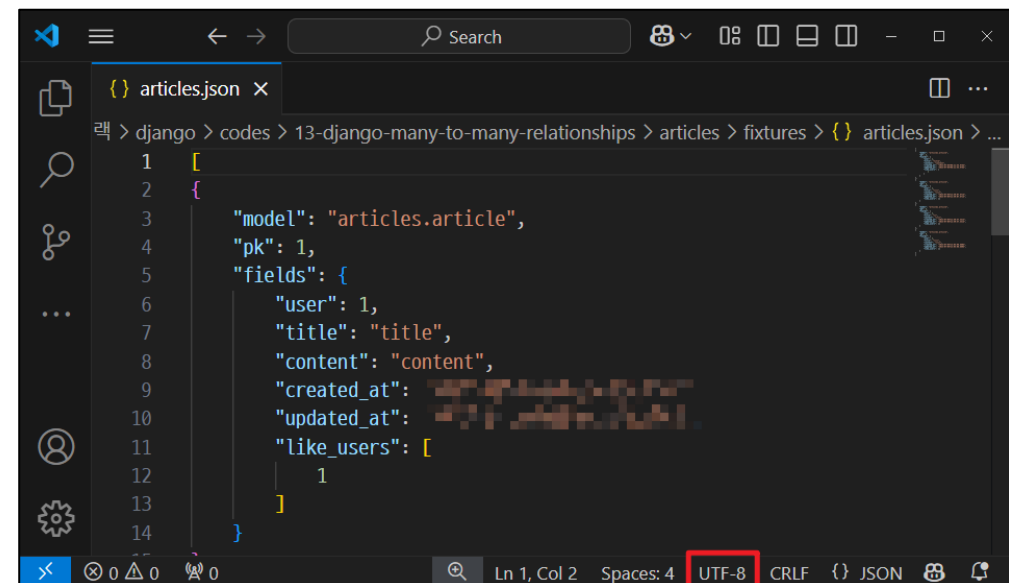 Search
{} articles.json
랙 > django > codes > 13-django-many-to-many-relationships > articles > fixtures > {} articles.json > ...
1 [
2 {
3 "model": "articles.article",
4 "pk": 1,
5 "fields": {
6 "user": 1,
7 "title": "title",
8 "content": "content",
9 "created_at":
10 "updated_at":
11 "like_users": [
12 1
13 ]
14 }
0 0 0 Ln 1, Col 2 Spaces: 4 UTF-8 CRLF {} JSON